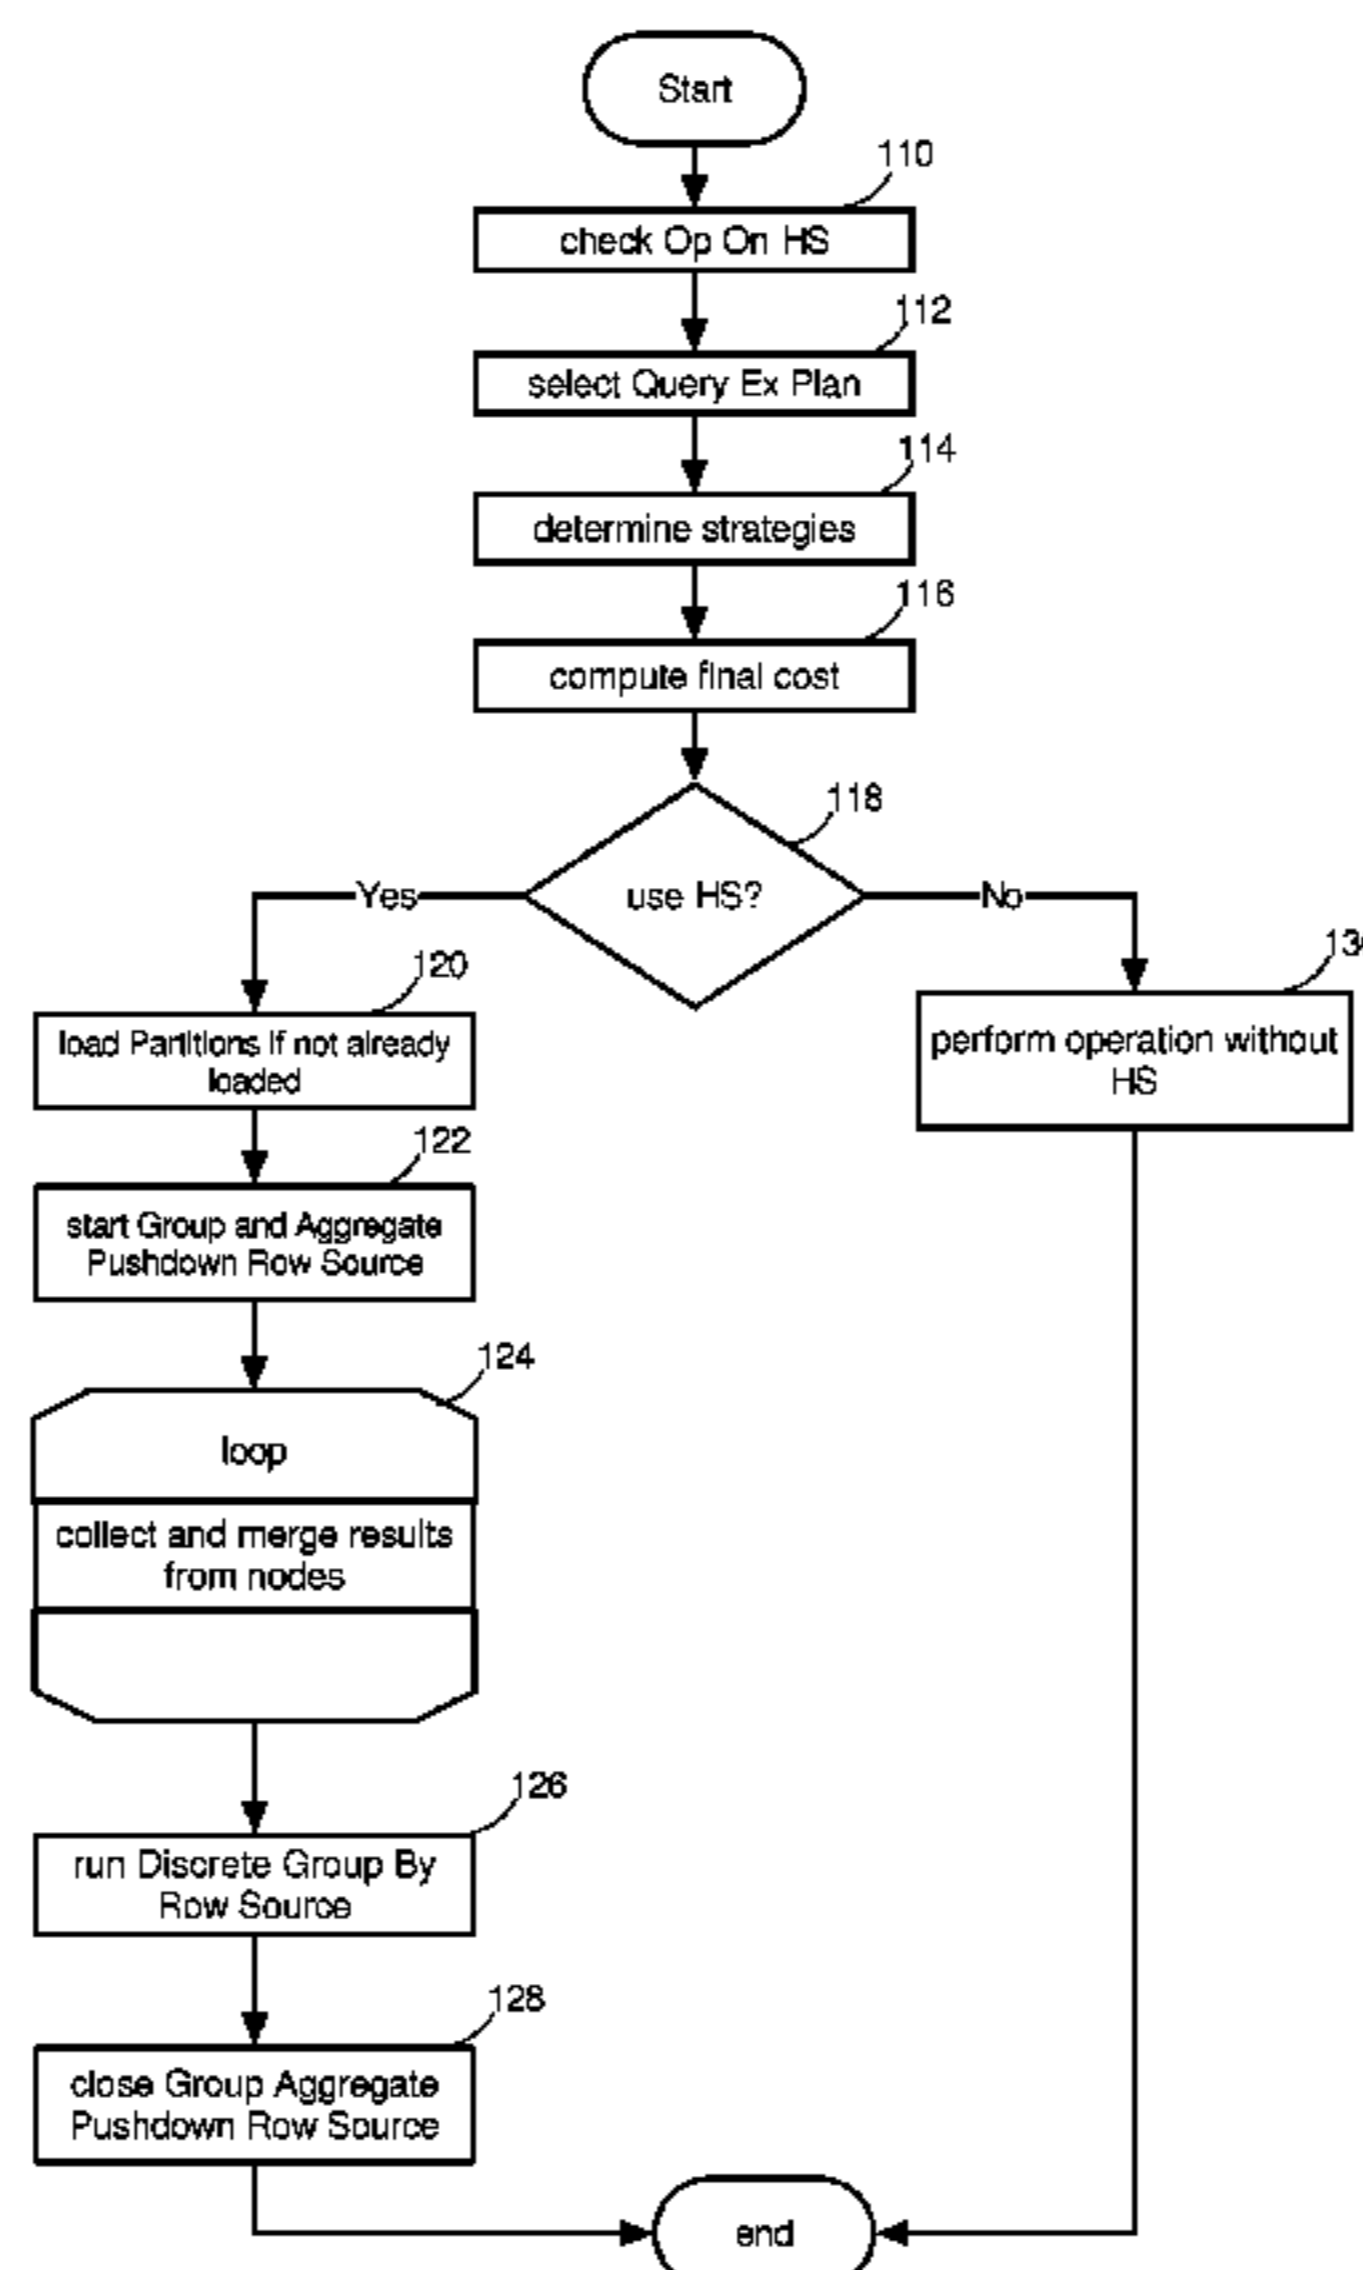 Start
110
check Op On HS
112
select Query Ex Plan
114
determine strategies
116
compute final cost
118
use HS?
Yes
No
120
load Partitions if not already
loaded
perform operation without
HS
122
start Group and Aggregate
Pushdown Row Source
124
loop
collect and merge results
from nodes
126
run Discrete Group By
Row Source
128
close Group Aggregate
Pushdown Row Source
end